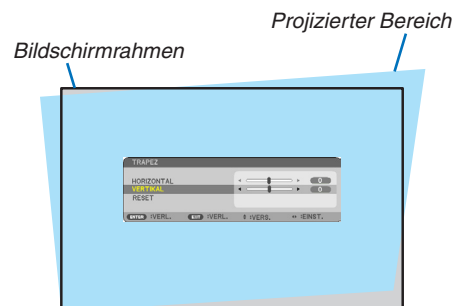 Projizierter Bereich
Bildschirmrahmen
TRAPEZ
HORIZONTAL 0
VERTIKAL 0
RESET
ENTER :VERL. EXIT :VERL. :VERS. :EINST.